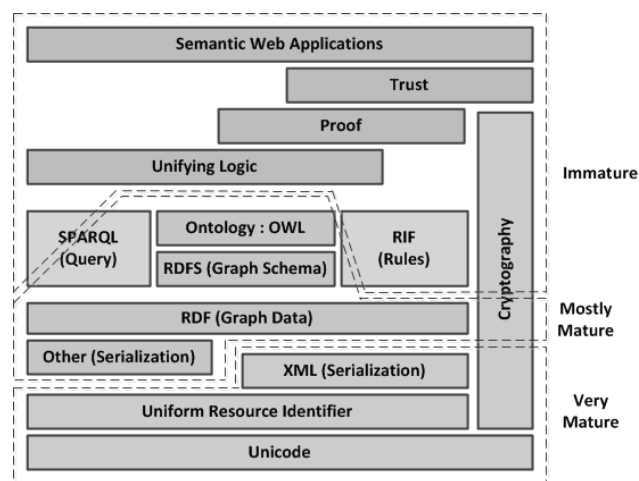 Semantic Web Applications
Trust
Proof
Unifying Logic
Immature
SPARQL
(Query)
Ontology : OWL
RDFS (Graph Schema)
RIF
(Rules)
Cryptography
RDF (Graph Data)
Mostly
Mature
Other (Serialization)
XML (Serialization)
Uniform Resource Identifier
Very
Mature
Unicode